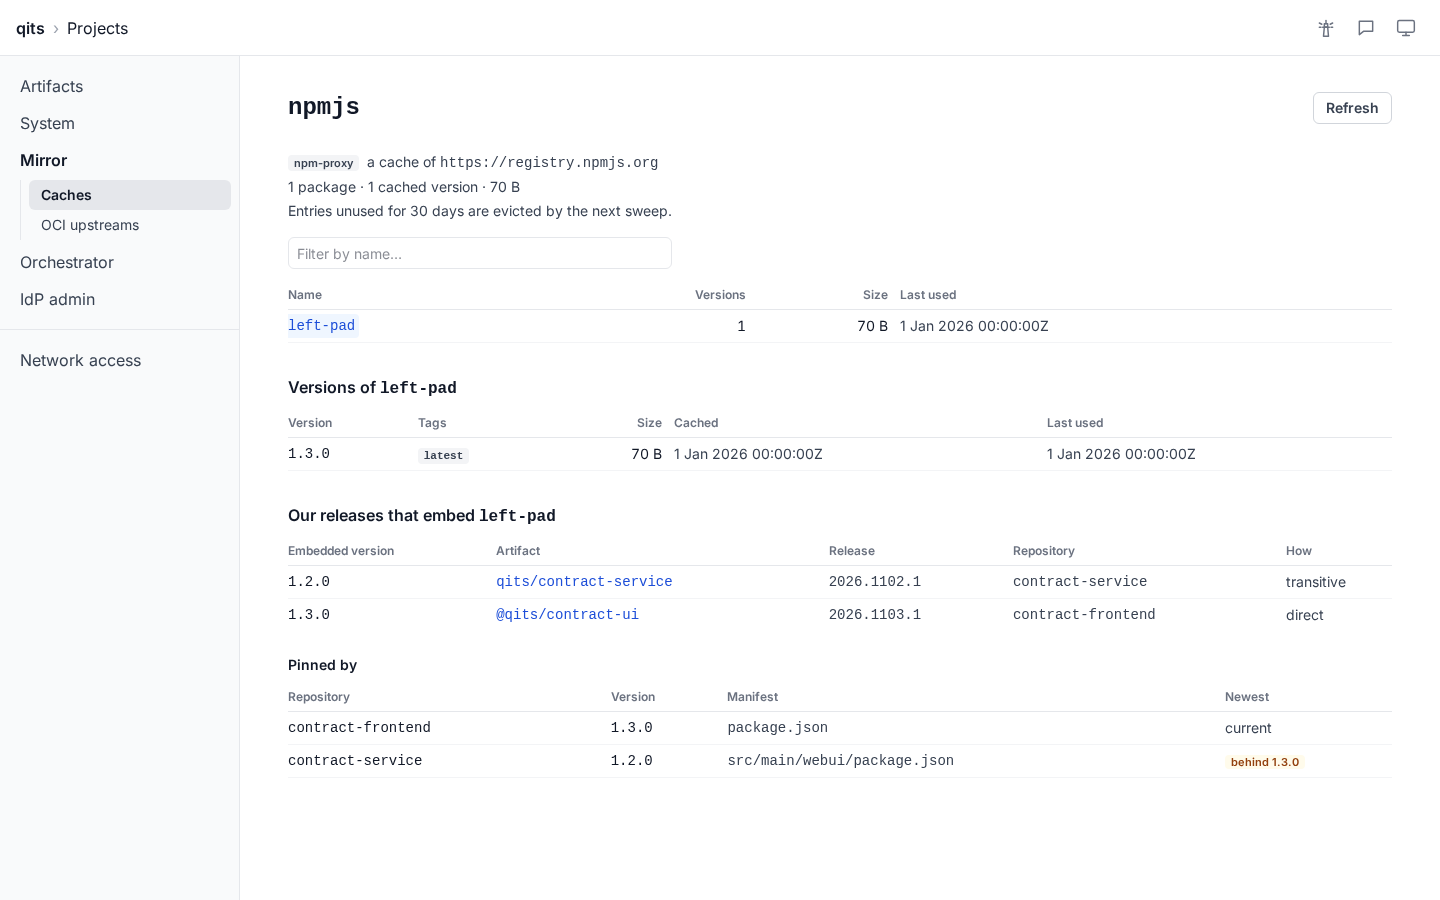 qits › Projects
Artifacts
System
Mirror
Caches
OCI upstreams
Orchestrator
IdP admin
Network access
npmjs
Refresh
npm-proxy a cache of https://registry.npmjs.org
1 package · 1 cached version · 70 B
Entries unused for 30 days are evicted by the next sweep.
Filter by name...
Name Versions Size Last used
left-pad 1 70 B 1 Jan 2026 00:00:00Z
Versions of left-pad
Version Tags Size Cached Last used
1.3.0 latest 70 B 1 Jan 2026 00:00:00Z 1 Jan 2026 00:00:00Z
Our releases that embed left-pad
Embedded version Artifact Release Repository How
1.2.0 qits/contract-service 2026.1102.1 contract-service transitive
1.3.0 @qits/contract-ui 2026.1103.1 contract-frontend direct
Pinned by
Repository Version Manifest Newest
contract-frontend 1.3.0 package.json current
contract-service 1.2.0 src/main/webui/package.json behind 1.3.0